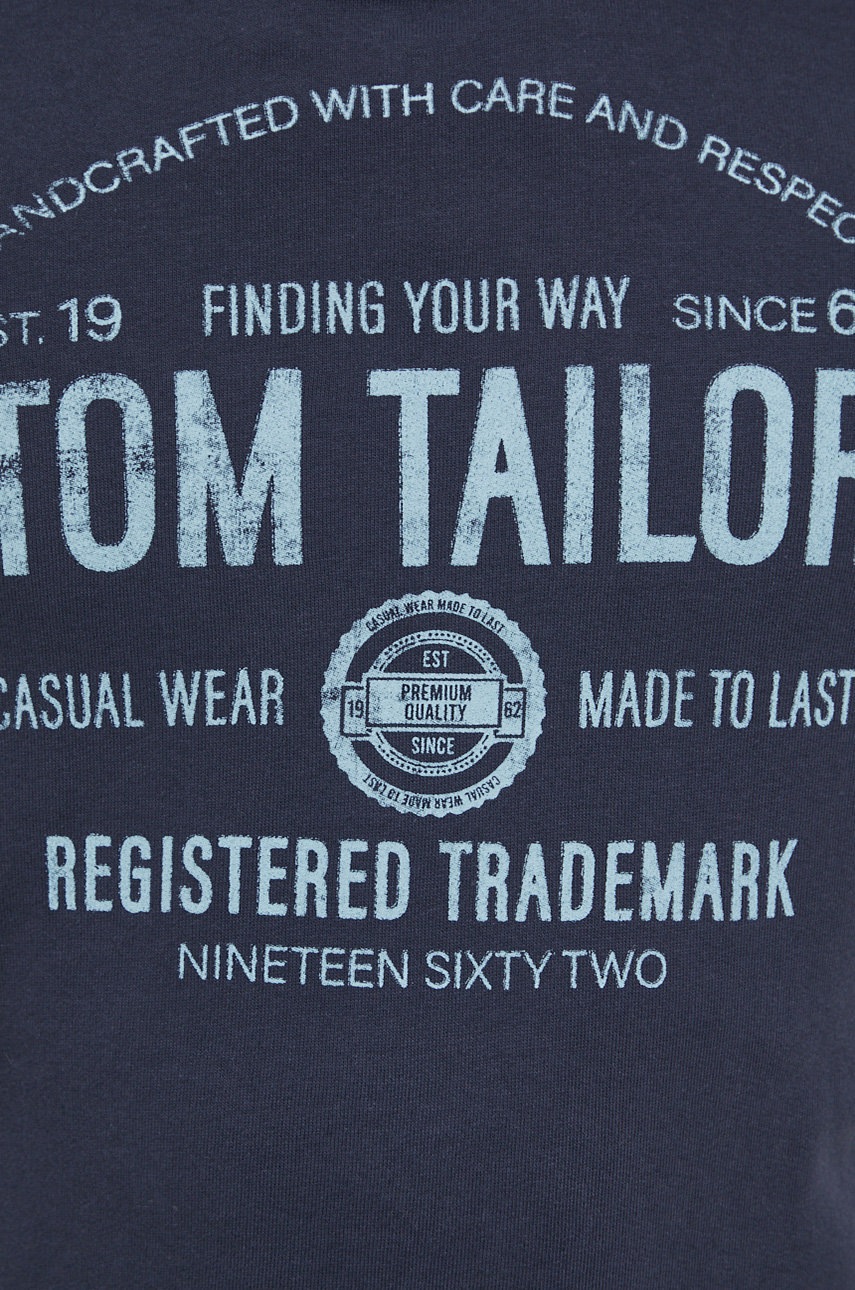 ANDCRAFTED WITH CARE AND RESPEC
ST. 19 FINDING YOUR WAY SINCE 6
TOM TAILOR
CASUAL WEAR MADE TO LAST
EST
CASUAL WEAR 19 PREMIUM QUALITY 62 MADE TO LAST
SINCE
CASUAL WEAR MADE TO LAST
REGISTERED TRADEMARK
NINETEEN SIXTY TWO